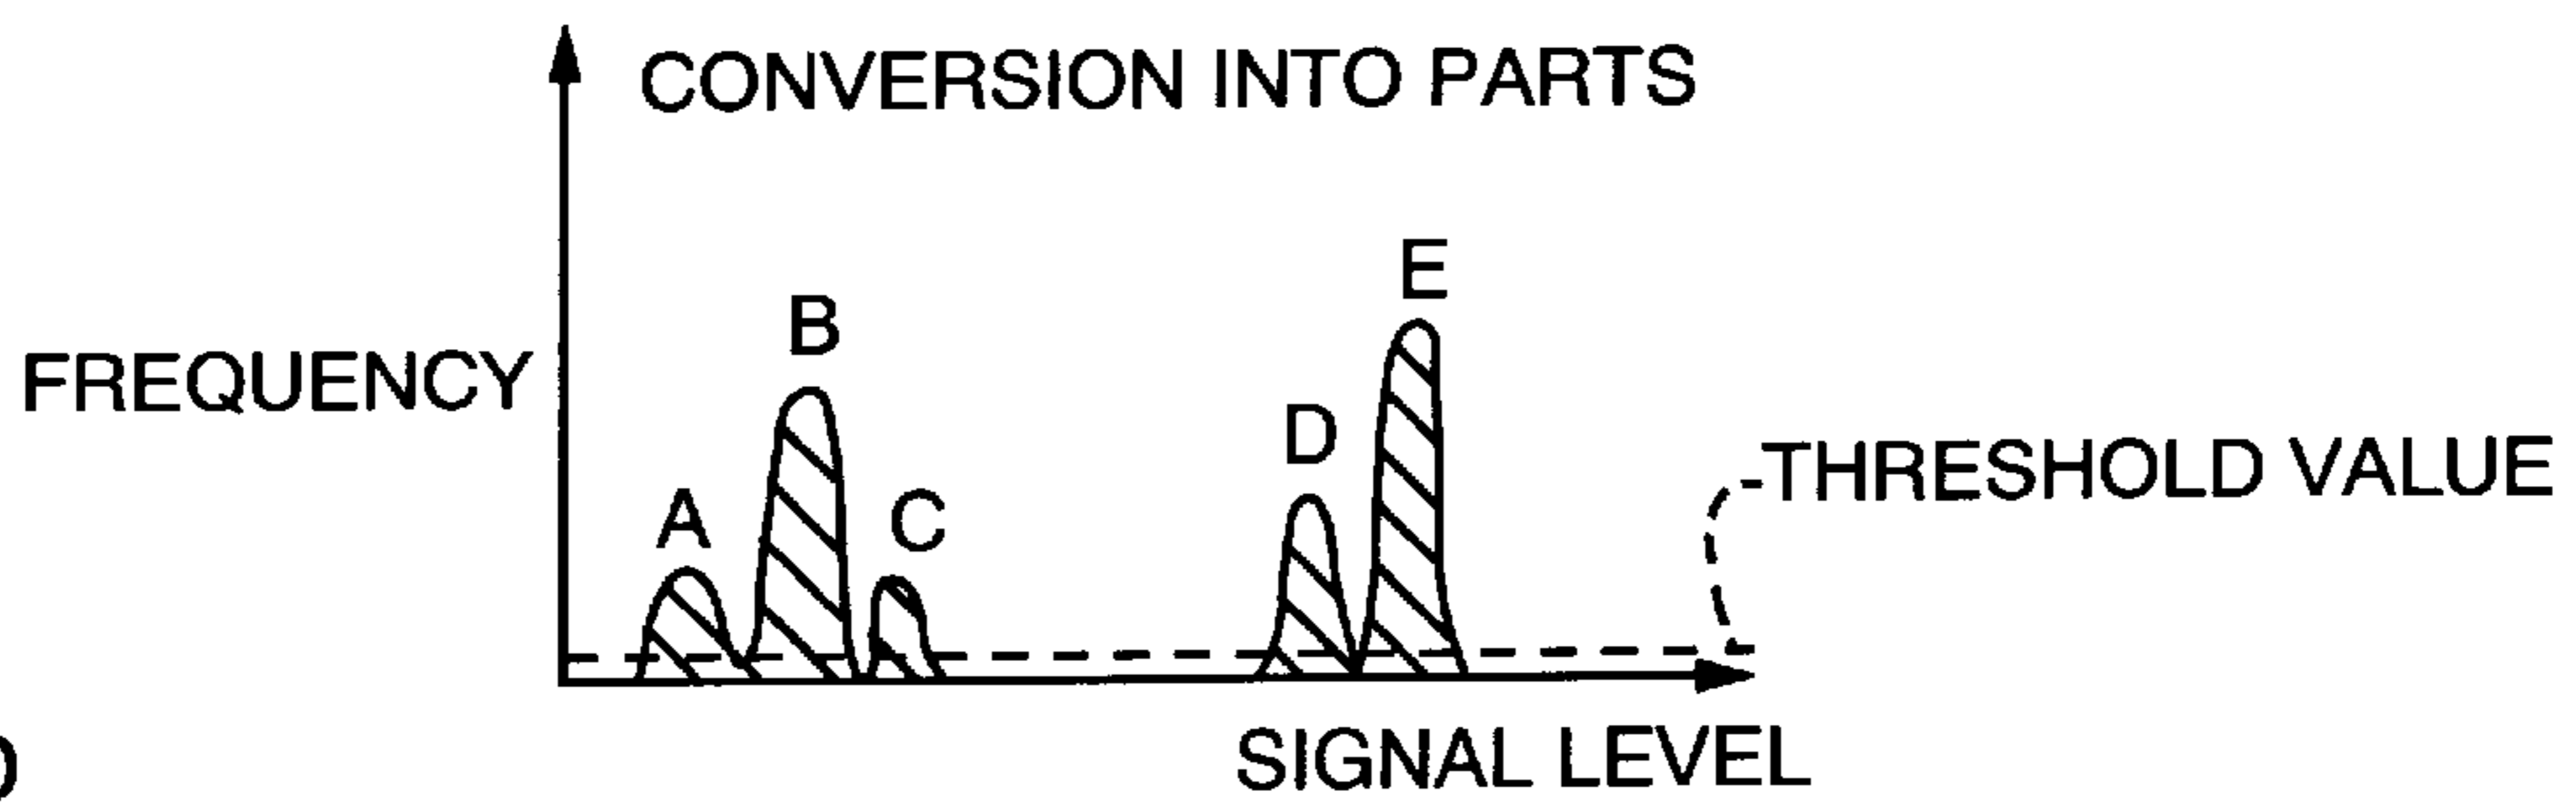 CONVERSION INTO PARTS
E
B
FREQUENCY
D
THRESHOLD VALUE
A
C
SIGNAL LEVEL